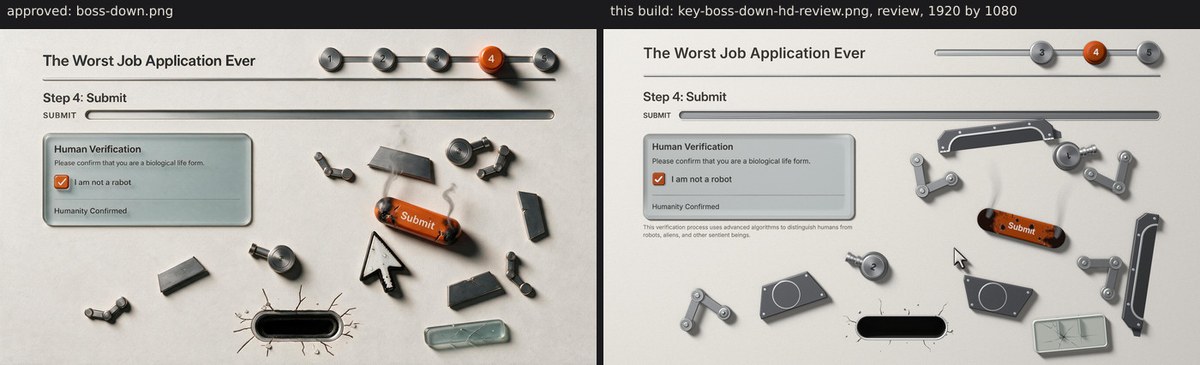 approved: boss-down.png
The Worst Job Application Ever
1 2 3 4 5
Step 4: Submit
SUBMIT
Human Verification
Please confirm that you are a biological life form.
I am not a rabot
Humanity Confirmed
Submit
this build: key-boss-down-hd-review.png, review, 1920 by 1080
The Worst Job Application Ever
3 4 5
Step 4: Submit
SUBMIT
Human Verification
Please confirm that you are a biological life form.
I am not a robot
Humanity Confirmed
This verification process uses advanced algorithms to distinguish humans from
robots, aliens, and other sentient beings.
Submit
2